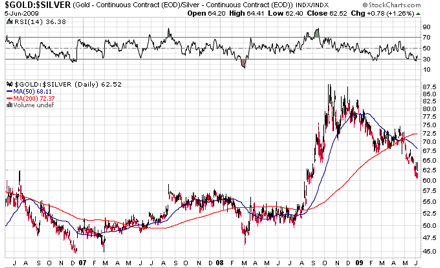 $GOLD:$SILVER (Gold - Continuous Contract (EOD)/Silver - Continuous Contract (EOD)) INDX/INDX
© StockCharts.com
5-Jun-2009
Open 64.20 High 64.41 Low 62.40 Close 62.52 Chg +0.78 (+1.26%)
RSI(14) 36.38
90
70
50
30
10
$GOLD:$SILVER (Daily) 62.52
MA(50) 68.11
MA(200) 72.37
Volume undef
87.5
85.0
82.5
80.0
77.5
75.0
72.5
70.0
67.5
65.0
62.5
60.0
57.5
55.0
52.5
50.0
47.5
45.0
J A S O N D 07 F M A M J J A S O N D 08 F M A M J J A S O N D 09 F M A M J